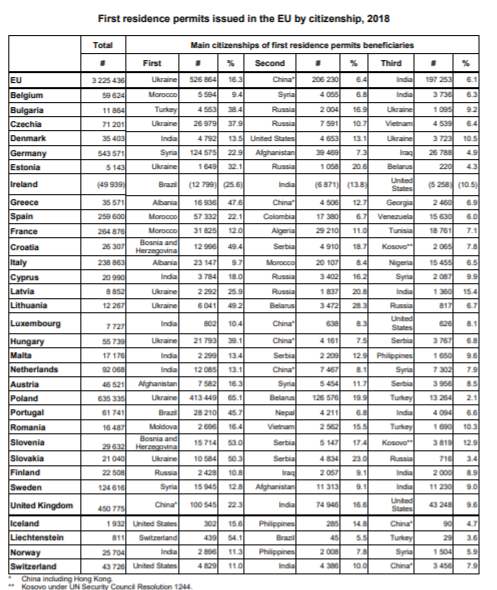 First residence permits issued in the EU by citizenship, 2018
Total Main citizenships of first residence permits beneficiaries
# First # % Second # % Third # %
EU 3 225 436 Ukraine 526 864 16.3 China* 206 230 6.4 India 197 253 6.1
Belgium 59 624 Morocco 5 594 9.4 Syria 4 055 6.8 India 3 736 6.3
Bulgaria 11 864 Turkey 4 553 38.4 Russia 2 004 16.9 Ukraine 1 095 9.2
Czechia 71 201 Ukraine 26 979 37.9 Russia 7 591 10.7 Vietnam 4 539 6.4
Denmark 35 403 India 4 792 13.5 United States 4 653 13.1 Ukraine 3 723 10.5
Germany 543 571 Syria 124 575 22.9 Afghanistan 39 469 7.3 Iraq 26 788 4.9
Estonia 5 143 Ukraine 1 649 32.1 Russia 1 058 20.6 Belarus 220 4.3
Ireland (49 939) Brazil (12 799) (25.6) India (6 871) (13.8) United States (5 258) (10.5)
Greece 35 571 Albania 16 936 47.6 China* 4 506 12.7 Georgia 2 460 6.9
Spain 259 600 Morocco 57 332 22.1 Colombia 17 380 6.7 Venezuela 15 630 6.0
France 264 876 Morocco 31 825 12.0 Algeria 29 210 11.0 Tunisia 18 761 7.1
Croatia 26 307 Bosnia and Herzegovina 12 996 49.4 Serbia 4 910 18.7 Kosovo** 2 065 7.8
Italy 238 863 Albania 23 147 9.7 Morocco 20 107 8.4 Nigeria 15 455 6.5
Cyprus 20 990 India 3 784 18.0 Russia 3 402 16.2 Syria 2 087 9.9
Latvia 8 852 Ukraine 2 292 25.9 Russia 1 837 20.8 India 1 360 15.4
Lithuania 12 267 Ukraine 6 041 49.2 Belarus 3 472 28.3 Russia 817 6.7
Luxembourg 7 727 India 802 10.4 China* 638 8.3 United States 626 8.1
Hungary 55 739 Ukraine 21 793 39.1 China* 4 161 7.5 Serbia 3 767 6.8
Malta 17 176 India 2 299 13.4 Serbia 2 209 12.9 Philippines 1 650 9.6
Netherlands 92 068 India 12 085 13.1 China* 7 467 8.1 Syria 7 302 7.9
Austria 46 521 Afghanistan 7 582 16.3 Syria 5 454 11.7 Serbia 3 956 8.5
Poland 635 335 Ukraine 413 449 65.1 Belarus 126 576 19.9 Turkey 13 264 2.1
Portugal 61 741 Brazil 28 210 45.7 Nepal 4 211 6.8 India 4 094 6.6
Romania 16 487 Moldova 2 696 16.4 Vietnam 2 562 15.5 Turkey 1 690 10.3
Slovenia 29 632 Bosnia and Herzegovina 15 714 53.0 Serbia 5 147 17.4 Kosovo** 3 819 12.9
Slovakia 21 040 Ukraine 10 584 50.3 Serbia 4 834 23.0 Russia 716 3.4
Finland 22 508 Russia 2 428 10.8 Iraq 2 057 9.1 India 2 000 8.9
Sweden 124 616 Syria 15 945 12.8 Afghanistan 11 313 9.1 India 11 230 9.0
United Kingdom 450 775 China* 100 545 22.3 India 74 946 16.6 United States 43 248 9.6
Iceland 1 932 United States 302 15.6 Philippines 285 14.8 China* 90 4.7
Liechtenstein 811 Switzerland 439 54.1 Brazil 45 5.5 Turkey 29 3.6
Norway 25 704 India 2 896 11.3 Philippines 2 008 7.8 Syria 1 504 5.9
Switzerland 43 726 United States 4 829 11.0 India 4 386 10.0 China* 3 456 7.9
* China including Hong Kong.
** Kosovo under UN Security Council Resolution 1244.